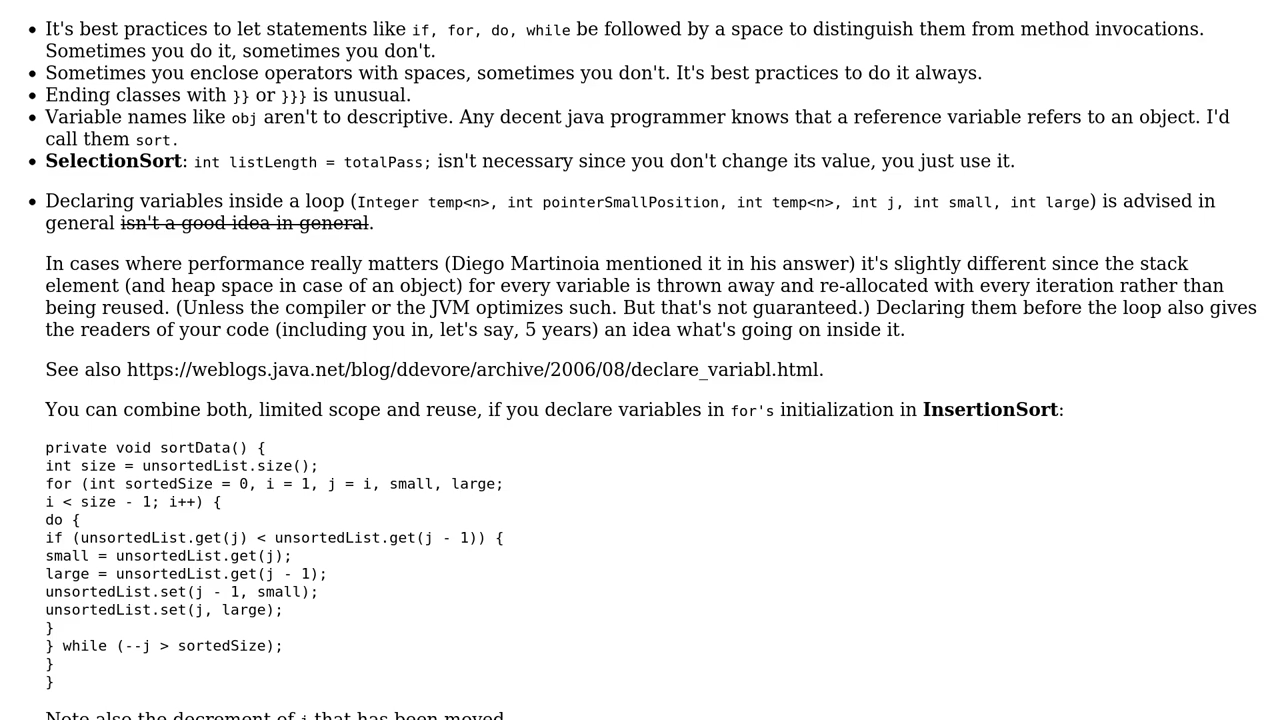 • It's best practices to let statements like if, for, do, while be followed by a space to distinguish them from method invocations.
Sometimes you do it, sometimes you don't.
• Sometimes you enclose operators with spaces, sometimes you don't. It's best practices to do it always.
• Ending classes with }} or }}} is unusual.
• Variable names like obj aren't to descriptive. Any decent java programmer knows that a reference variable refers to an object. I'd
call them sort.
• SelectionSort: int listLength = totalPass; isn't necessary since you don't change its value, you just use it.
• Declaring variables inside a loop (Integer temp<n>, int pointerSmallPosition, int temp<n>, int j, int small, int large) is advised in
general isn't a good idea in general.
In cases where performance really matters (Diego Martinoia mentioned it in his answer) it's slightly different since the stack
element (and heap space in case of an object) for every variable is thrown away and re-allocated with every iteration rather than
being reused. (Unless the compiler or the JVM optimizes such. But that's not guaranteed.) Declaring them before the loop also gives
the readers of your code (including you in, let's say, 5 years) an idea what's going on inside it.
See also https://weblogs.java.net/blog/ddevore/archive/2006/08/declare_variabl.html.
You can combine both, limited scope and reuse, if you declare variables in for's initialization in InsertionSort:
private void sortData() {
int size = unsortedList.size();
for (int sortedSize = 0, i = 1, j = i, small, large;
i < size - 1; i++) {
do {
if (unsortedList.get(j) < unsortedList.get(j - 1)) {
small = unsortedList.get(j);
large = unsortedList.get(j - 1);
unsortedList.set(j - 1, small);
unsortedList.set(j, large);
}
} while (--j > sortedSize);
}
}
Note also the decrement of j that has been moved.